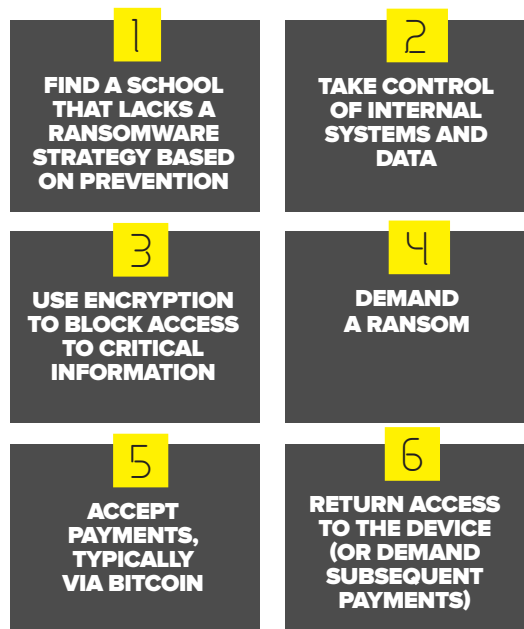 1
FIND A SCHOOL
THAT LACKS A
RANSOMWARE
STRATEGY BASED
ON PREVENTION
2
TAKE CONTROL
OF INTERNAL
SYSTEMS AND
DATA
3
USE ENCRYPTION
TO BLOCK ACCESS
TO CRITICAL
INFORMATION
4
DEMAND
A RANSOM
5
ACCEPT
PAYMENTS,
TYPICALLY
VIA BITCOIN
6
RETURN ACCESS
TO THE DEVICE
(OR DEMAND
SUBSEQUENT
PAYMENTS)